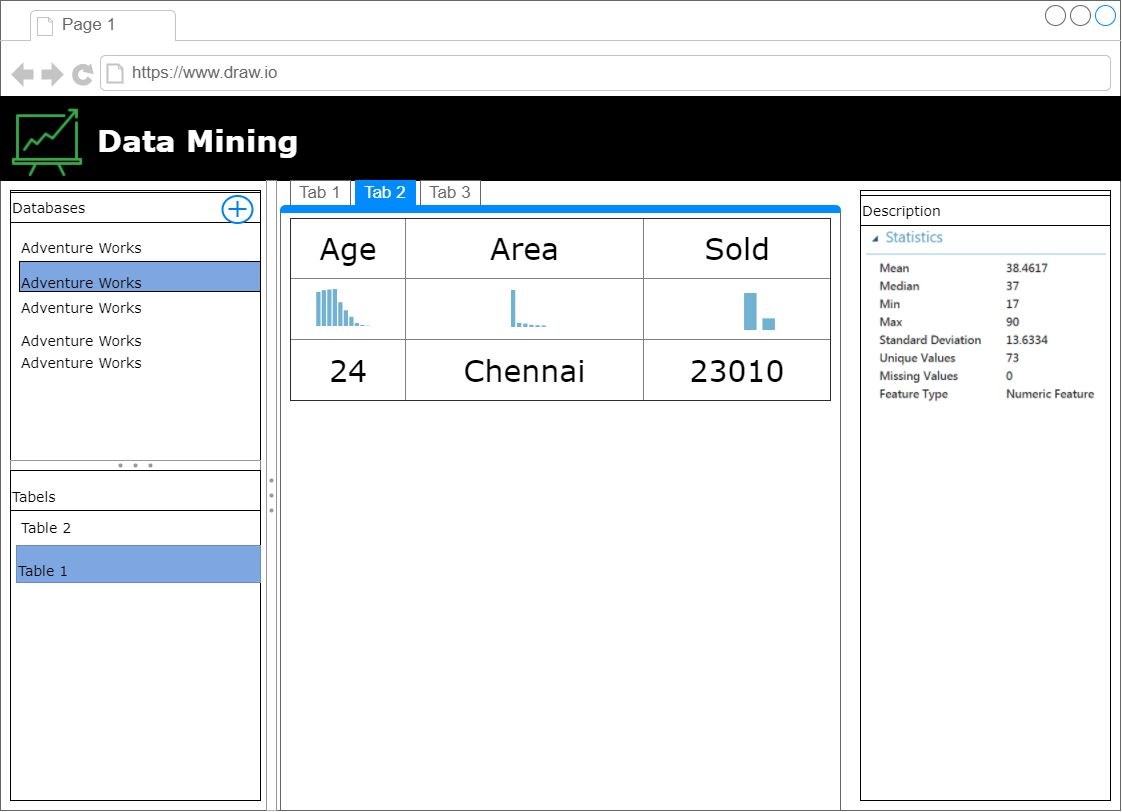 Page 1
https://www.draw.io
Data Mining
Databases
Adventure Works
Adventure Works
Adventure Works
Adventure Works
Adventure Works
Tabels
Table 2
Table 1
Tab 1 Tab 2 Tab 3
Age Area Sold
24 Chennai 23010
Description
Statistics
Mean 38.4617
Median 37
Min 17
Max 90
Standard Deviation 13.6334
Unique Values 73
Missing Values 0
Feature Type Numeric Feature